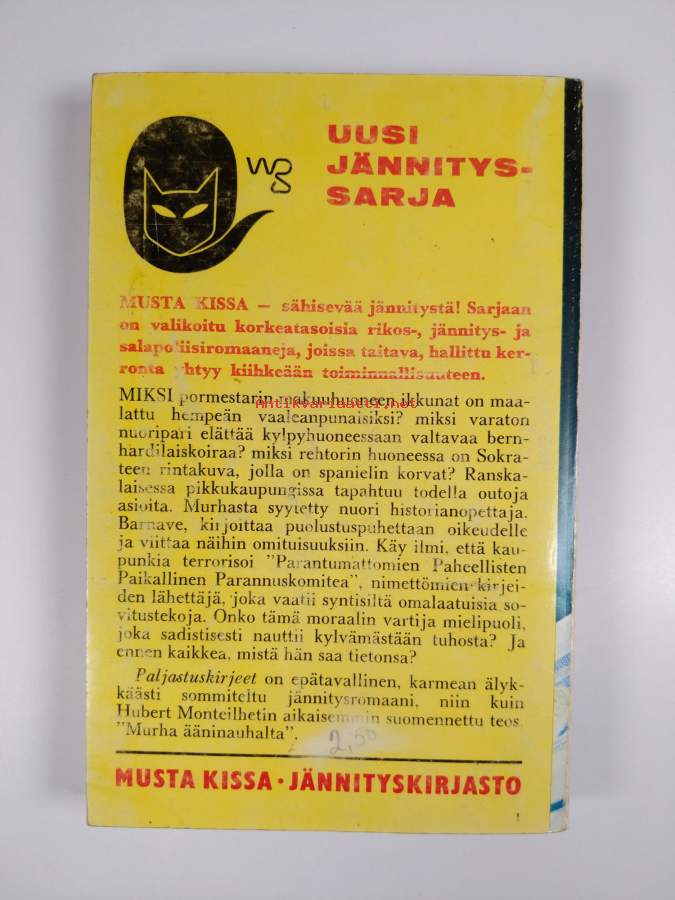 WS
UUSI
JÄNNITYS-
SARJA
MUSTA KISSA — sähisevää jännitystä! Sarjaan
on valikoitu korkeatasoisia rikos-, jännitys- ja
salapoliisiromaaneja, joissa taitava, hallittu ker-
ronta yhtyy kiihkeään toiminnallisuuteen.
Antikvariaatti.net
MIKSI pormestarin makuuhuoneen ikkunat on maa-
lattu hempeän vaaleanpunaisiksi? miksi varaton
nuoripari elättää kylpyhuoneessaan valtavaa bern-
hardilaiskoiraa? miksi rehtorin huoneessa on Sokra-
teen rintakuva, jolla on spanielin korvat? Ranska-
laisessa pikkukaupungissa tapahtuu todella outoja
asioita. Murhasta syytetty nuori historianopettaja.
Barnave, kirjoittaa puolustuspuhettaan oikeudelle
ja viittaa näihin omituisuuksiin. Käy ilmi, että kau-
punkia terrorisoi "Parantumattomien Paheellisten
Paikallinen Parannuskomitea", nimettömien kirjei-
den lähettäjä, joka vaatii syntisiltä omalaatuisia so-
vitustekoja. Onko tämä moraalin vartija mielipuoli,
joka sadistisesti nauttii kylvämästään tuhosta? Ja
ennen kaikkea, mistä hän saa tietonsa?
Paljastuskirjeet on epätavallinen, karmean älyk-
käästi sommiteltu jännitysromaani, niin kuin
Hubert Monteilhetin aikaisemmin suomennettu teos
"Murha ääninauhalta".
2,50
MUSTA KISSA · JÄNNITYSKIRJASTO